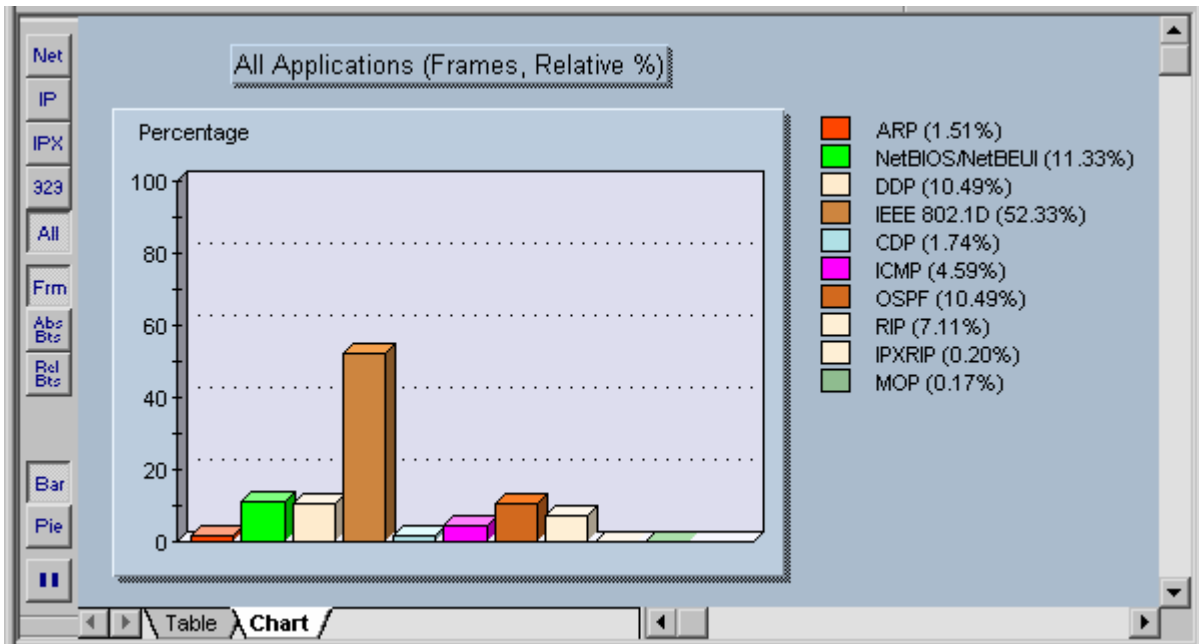 Net
IP
IPX
323
All
Frm
Abs
Bts
Rel
Bts
Bar
Pie
All Applications (Frames, Relative %)
Percentage
100
80
60
40
20
0
ARP (1.51%)
NetBIOS/NetBEUI (11.33%)
DDP (10.49%)
IEEE 802.1D (52.33%)
CDP (1.74%)
ICMP (4.59%)
OSPF (10.49%)
RIP (7.11%)
IPXRIP (0.20%)
MOP (0.17%)
Table
Chart